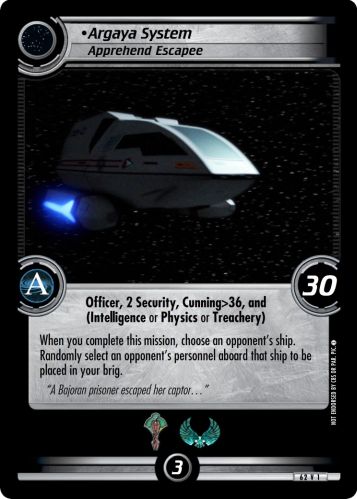 •Argaya System
Apprehend Escapee
A
30
Officer, 2 Security, Cunning>36, and
(Intelligence or Physics or Treachery)
When you complete this mission, choose an opponent's ship.
Randomly select an opponent's personnel aboard that ship to be
placed in your brig.
"A Bajoran prisoner escaped her captor…"
NOT ENDORSED BY CBS OR PAR. PIC.
3
62 V 1